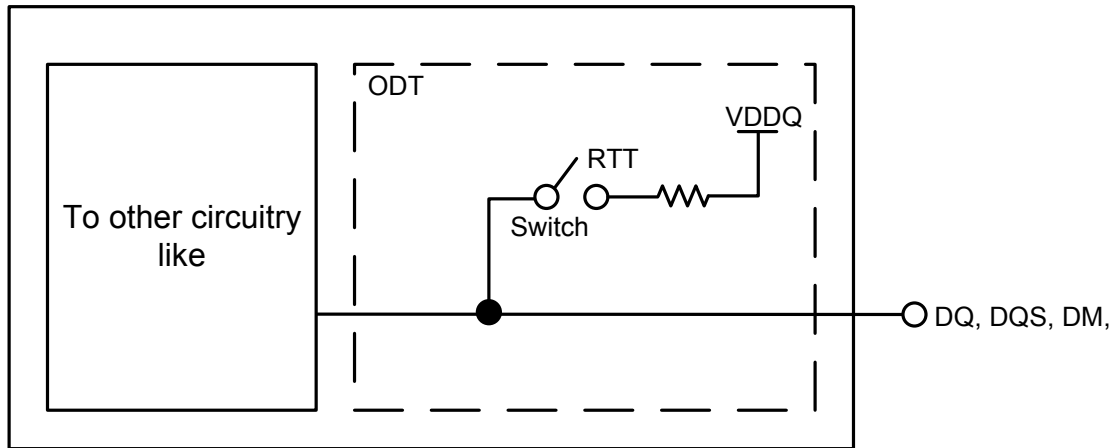 ODT
VDDQ
RTT
Switch
To other circuitry
like
DQ, DQS, DM,